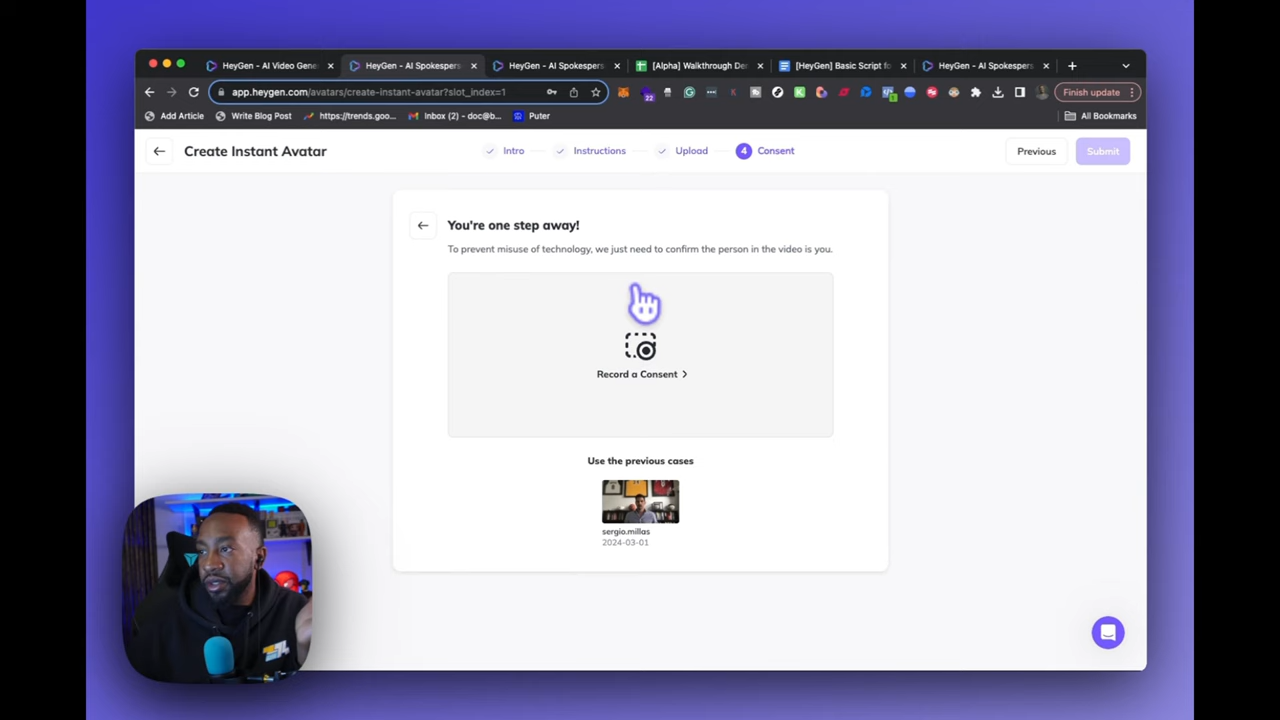 HeyGen - AI Video Gene
HeyGen - AI Spokespers
HeyGen - AI Spokespers
[Alpha] Walkthrough De
[HeyGen] Basic Script fo
HeyGen - AI Spokespers
app.heygen.com/avatars/create-instant-avatar?slot_index=1
22
Finish update
Add Article
Write Blog Post
https://trends.goo...
Inbox (2) - doc@b...
Puter
All Bookmarks
Create Instant Avatar
Intro
Instructions
Upload
4 Consent
Previous
Submit
You're one step away!
To prevent misuse of technology, we just need to confirm the person in the video is you.
Record a Consent
Use the previous cases
sergio.millas
2024-03-01